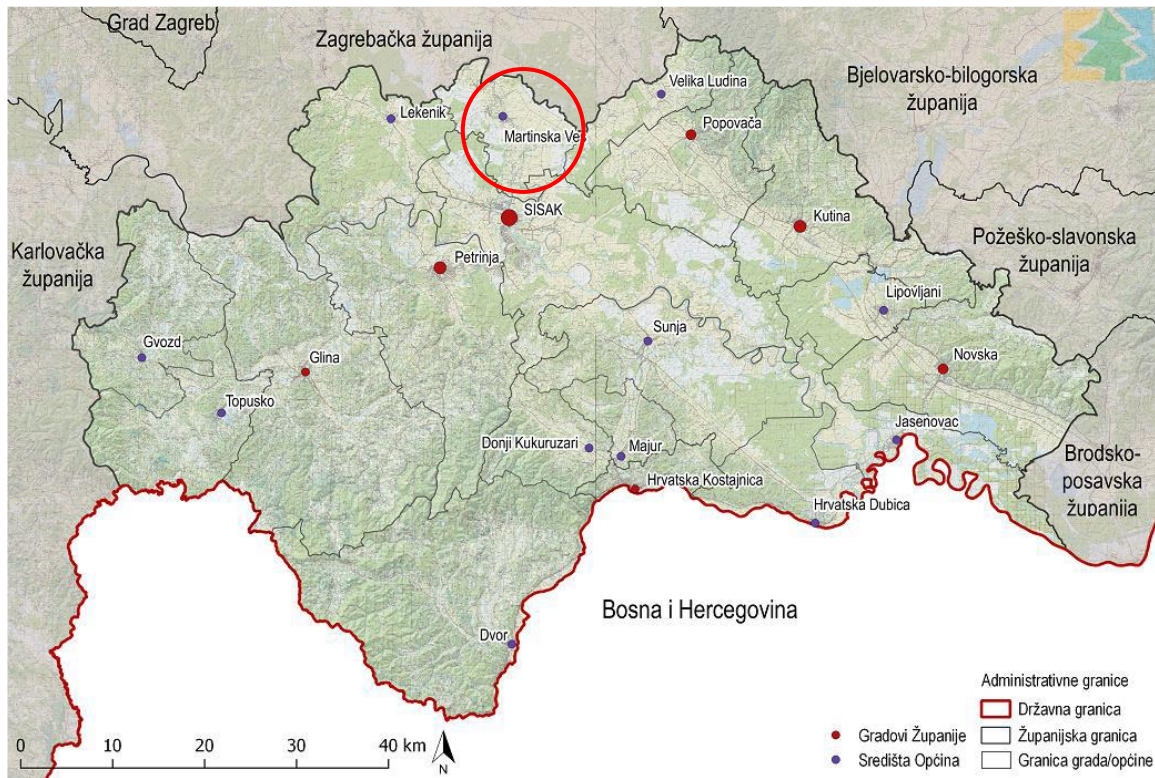 Grad Zagreb
Zagrebačka županija
Bjelovarsko-bilogorska
županija
Velika Ludina
Lekenik
Martinska Ves
Popovača
SISAK
Kutina
Karlovačka
županija
Požeško-slavonska
županija
Petrinja
Lipovljani
Sunja
Gvozd
Glina
Novska
Topusko
Jasenovac
Donji Kukuruzari
Majur
Brodsko-
posavska
županija
Hrvatska Kostajnica
Hrvatska Dubica
Bosna i Hercegovina
Dvor
Administrativne granice
Državna granica
Gradovi Županije
Županijska granica
Središta Općina
Granica grada/općine
0 10 20 30 40 km
N